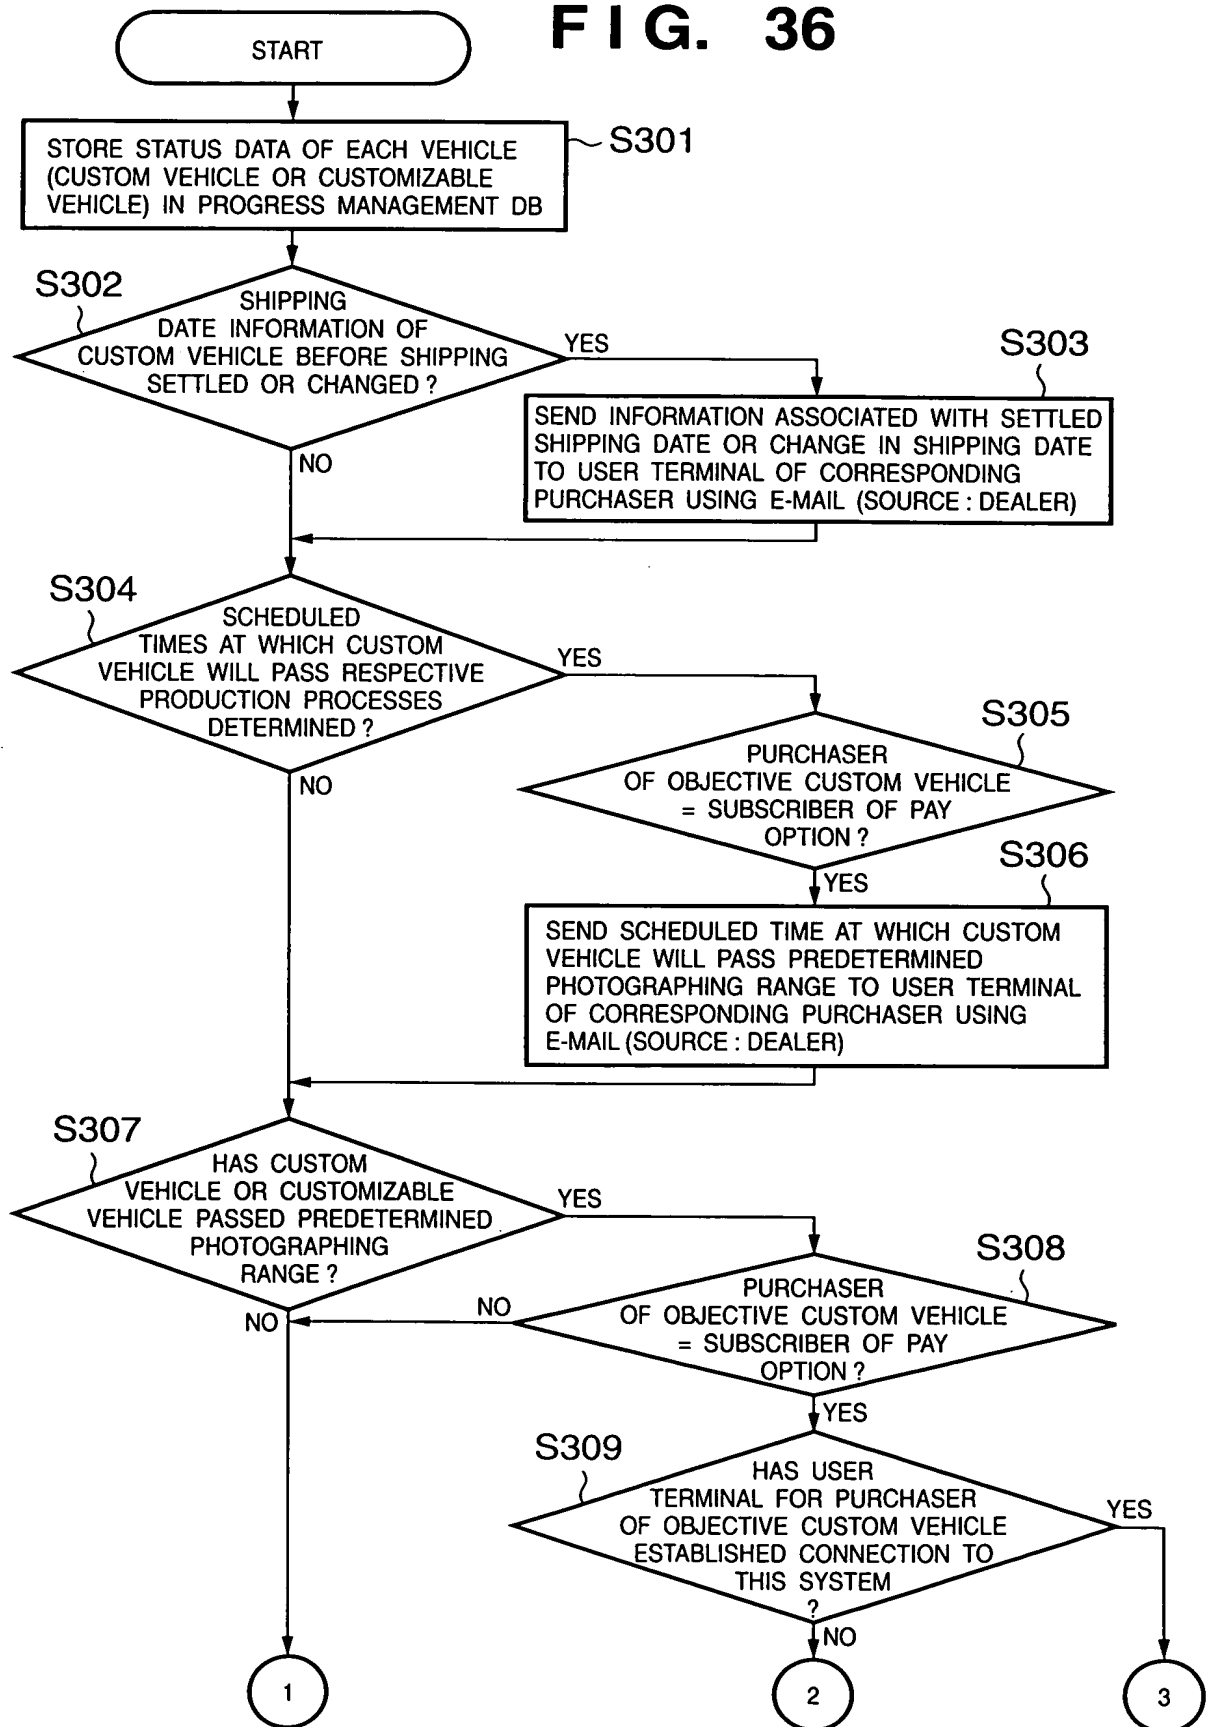 FIG. 36
START
S301
STORE STATUS DATA OF EACH VEHICLE
(CUSTOM VEHICLE OR CUSTOMIZABLE
VEHICLE) IN PROGRESS MANAGEMENT DB
S302
SHIPPING
DATE INFORMATION OF
CUSTOM VEHICLE BEFORE SHIPPING
SETTLED OR CHANGED ?
YES
NO
S303
SEND INFORMATION ASSOCIATED WITH SETTLED
SHIPPING DATE OR CHANGE IN SHIPPING DATE
TO USER TERMINAL OF CORRESPONDING
PURCHASER USING E-MAIL (SOURCE : DEALER)
S304
SCHEDULED
TIMES AT WHICH CUSTOM
VEHICLE WILL PASS RESPECTIVE
PRODUCTION PROCESSES
DETERMINED ?
YES
NO
S305
PURCHASER
OF OBJECTIVE CUSTOM VEHICLE
= SUBSCRIBER OF PAY
OPTION ?
YES
S306
SEND SCHEDULED TIME AT WHICH CUSTOM
VEHICLE WILL PASS PREDETERMINED
PHOTOGRAPHING RANGE TO USER TERMINAL
OF CORRESPONDING PURCHASER USING
E-MAIL (SOURCE : DEALER)
S307
HAS CUSTOM
VEHICLE OR CUSTOMIZABLE
VEHICLE PASSED PREDETERMINED
PHOTOGRAPHING
RANGE ?
YES
NO
S308
PURCHASER
OF OBJECTIVE CUSTOM VEHICLE
= SUBSCRIBER OF PAY
OPTION ?
NO
YES
S309
HAS USER
TERMINAL FOR PURCHASER
OF OBJECTIVE CUSTOM VEHICLE
ESTABLISHED CONNECTION TO
THIS SYSTEM
?
YES
NO
1
2
3